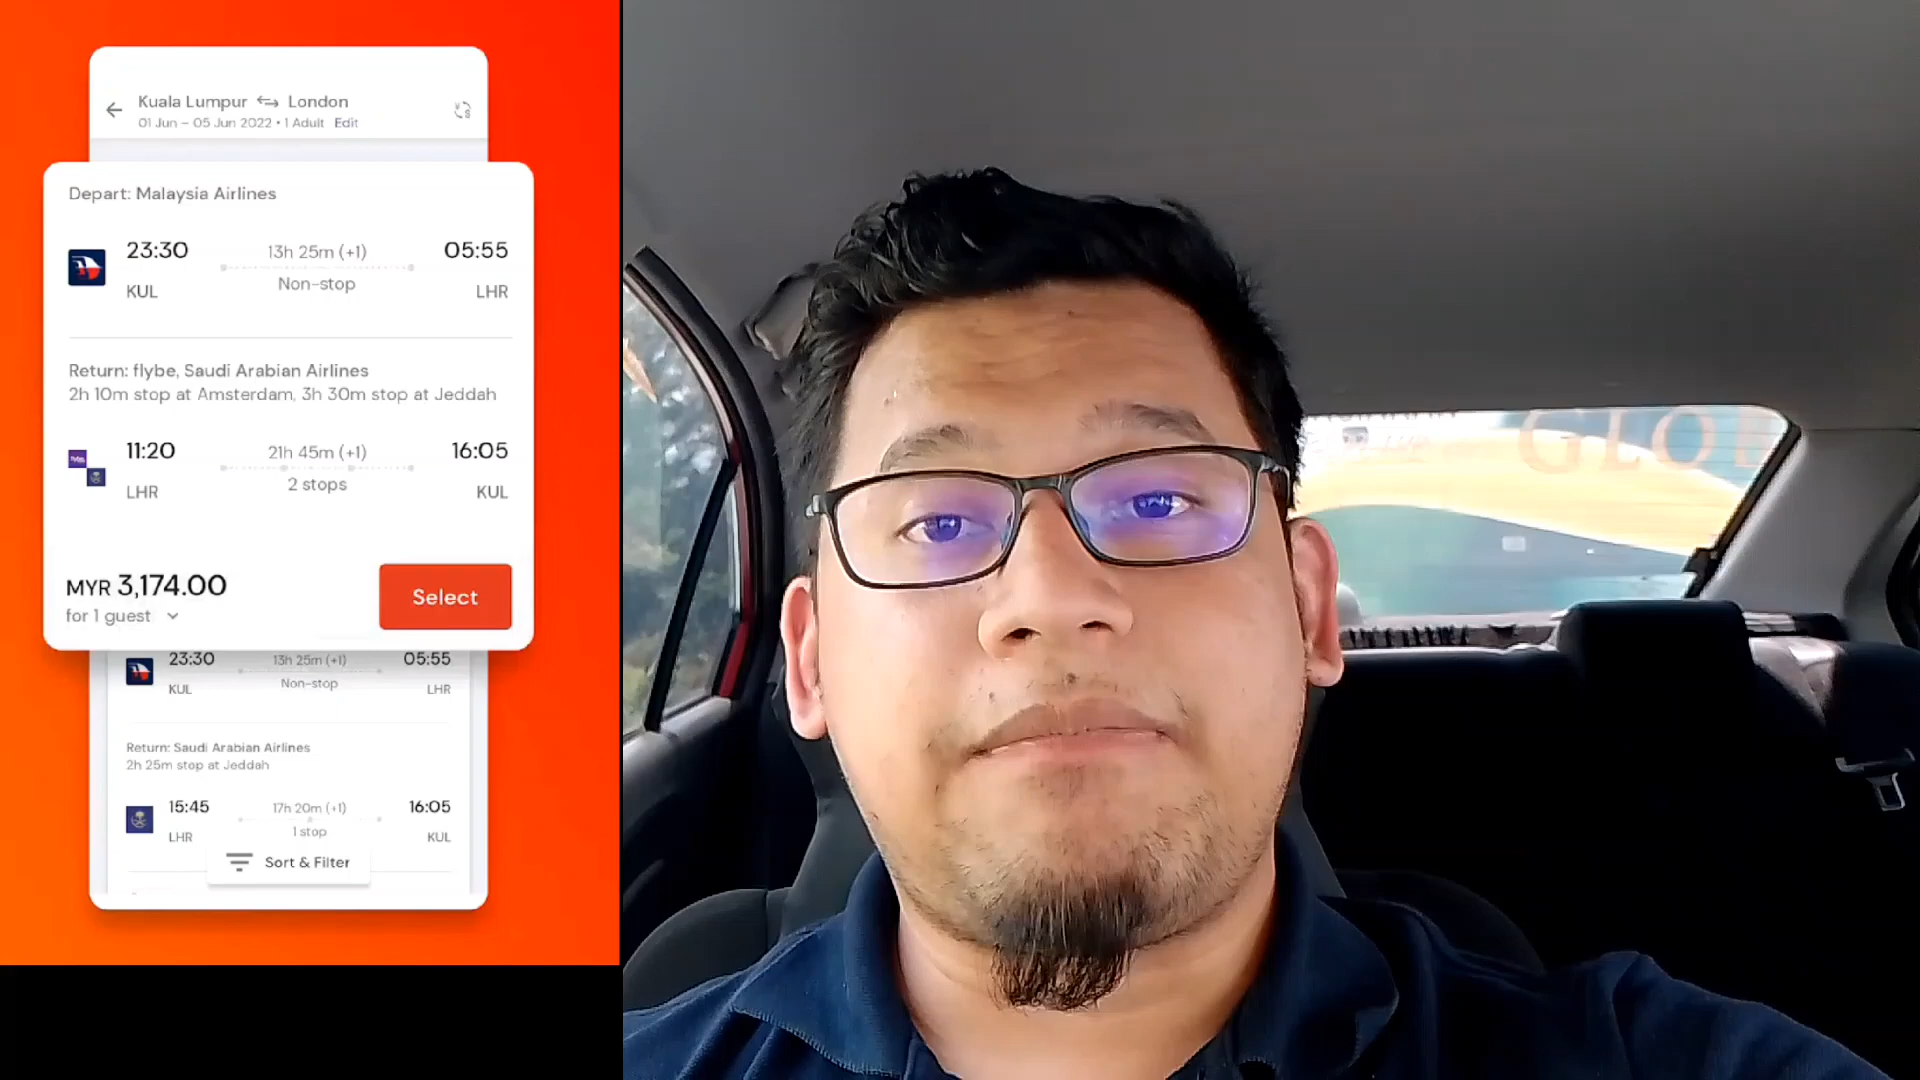 Kuala Lumpur ⇆ London
01 Jun – 05 Jun 2022 • 1 Adult Edit
Depart: Malaysia Airlines
23:30 13h 25m (+1) 05:55
KUL Non-stop LHR
Return: flybe, Saudi Arabian Airlines
2h 10m stop at Amsterdam, 3h 30m stop at Jeddah
11:20 21h 45m (+1) 16:05
LHR 2 stops KUL
MYR 3,174.00
for 1 guest
Select
23:30 13h 25m (+1) 05:55
KUL Non-stop LHR
Return: Saudi Arabian Airlines
2h 25m stop at Jeddah
15:45 17h 20m (+1) 16:05
LHR 1 stop KUL
Sort & Filter
GLO